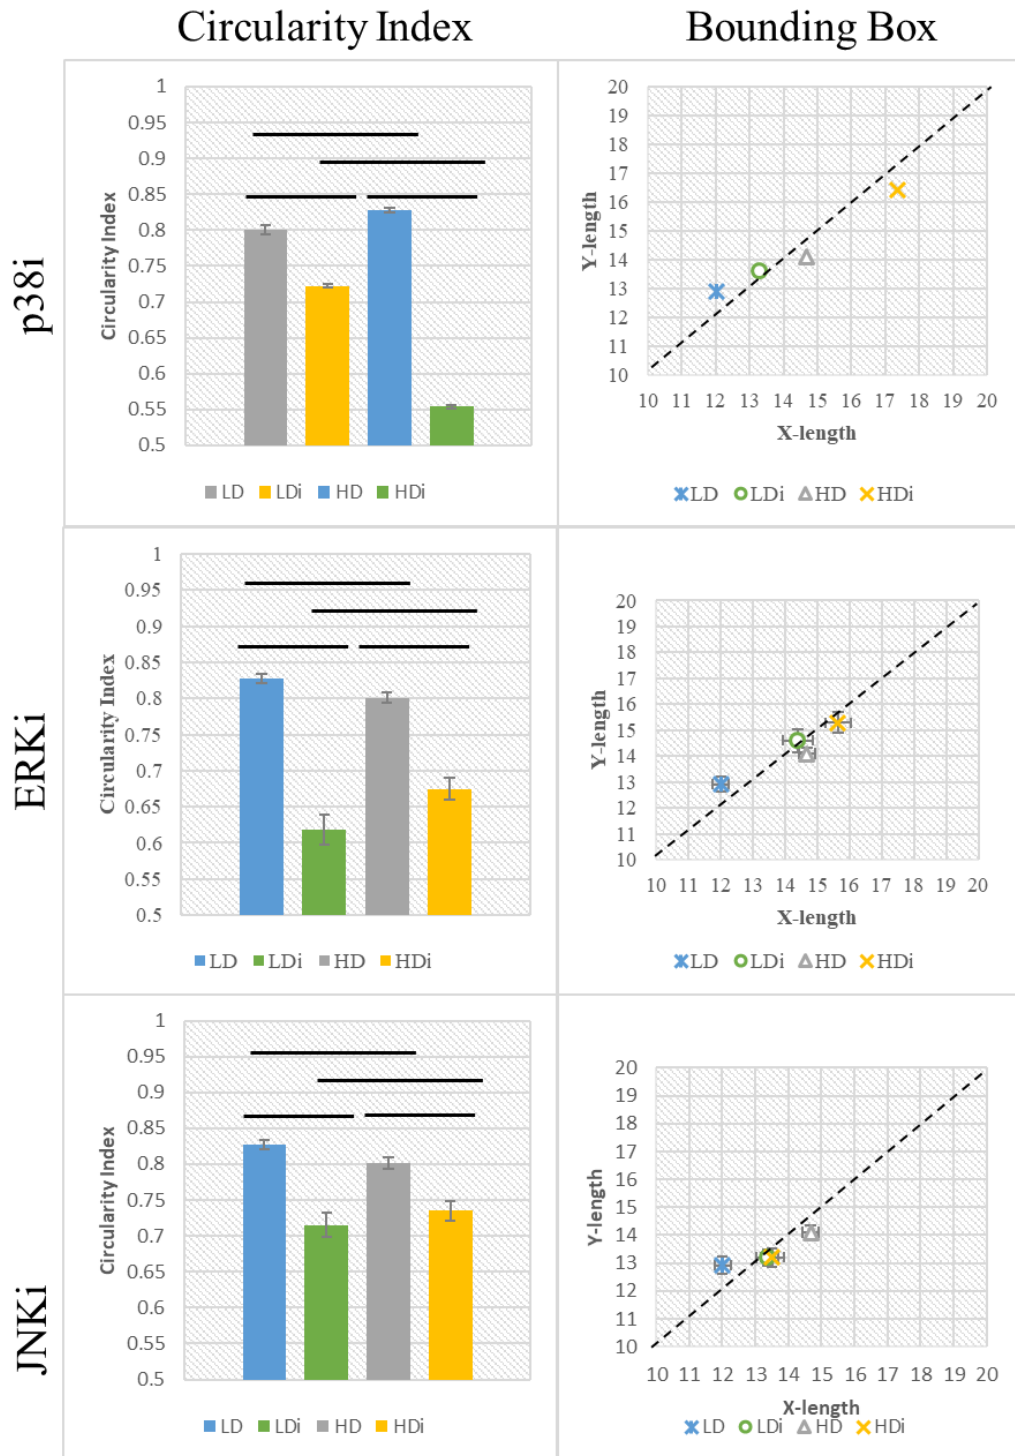 Circularity Index
Bounding Box
p38i
Circularity Index
1
0.95
0.9
0.85
0.8
0.75
0.7
0.65
0.6
0.55
0.5
LD LDi HD HDi
Y-length
20
19
18
17
16
15
14
13
12
11
10
10 11 12 13 14 15 16 17 18 19 20
X-length
LD LDi HD HDi
ERKi
Circularity Index
1
0.95
0.9
0.85
0.8
0.75
0.7
0.65
0.6
0.55
0.5
LD LDi HD HDi
Y-length
20
19
18
17
16
15
14
13
12
11
10
10 11 12 13 14 15 16 17 18 19 20
X-length
LD LDi HD HDi
JNKi
Circularity Index
1
0.95
0.9
0.85
0.8
0.75
0.7
0.65
0.6
0.55
0.5
LD LDi HD HDi
Y-length
20
19
18
17
16
15
14
13
12
11
10
10 11 12 13 14 15 16 17 18 19 20
X-length
LD LDi HD HDi